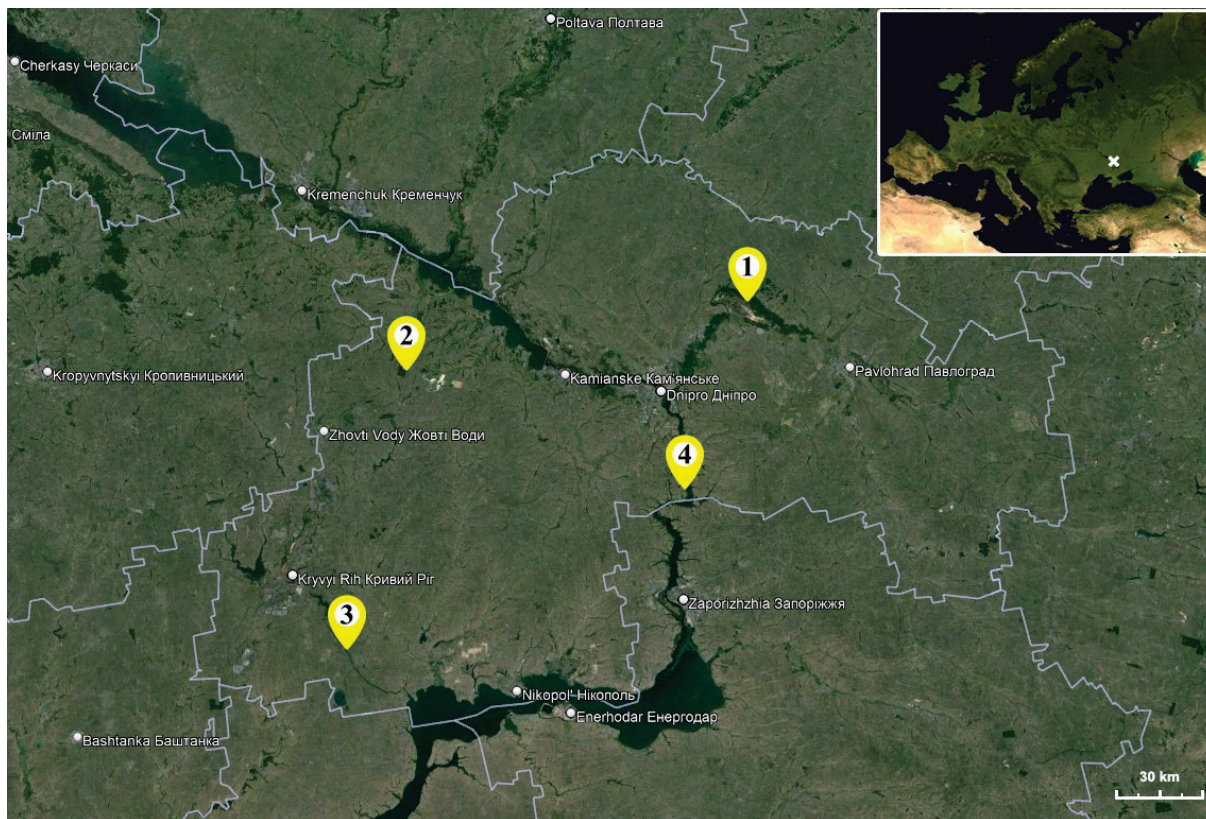 Poltava Полтава
Cherkasy Черкаси
Сміла
Kremenchuk Кременчук
1
2
Kropyvnytskyi Кропивницький
Kamianske Кам'янське
Pavlohrad Павлоград
Dnipro Дніпро
Zhovti Vody Жовті Води
4
Kryvyi Rih Кривий Ріг
3
Zaporizhzhia Запоріжжя
Nikopol' Нікополь
Enerhodar Енергодар
Bashtanka Баштанка
30 km